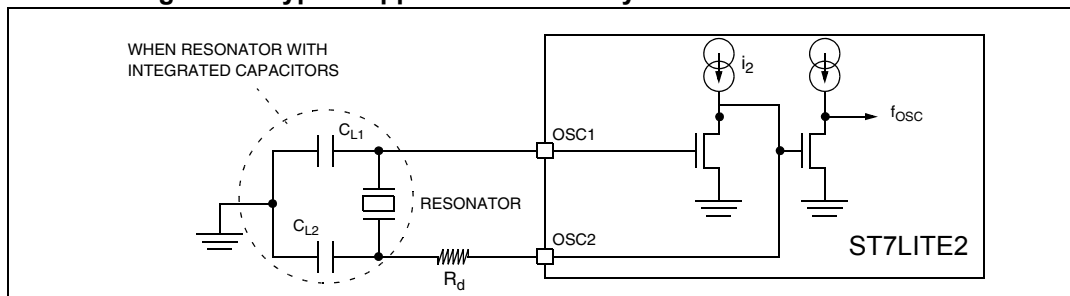 WHEN RESONATOR WITH
INTEGRATED CAPACITORS
CL1
RESONATOR
CL2
Rd
OSC1
OSC2
i2
fOSC
ST7LITE2